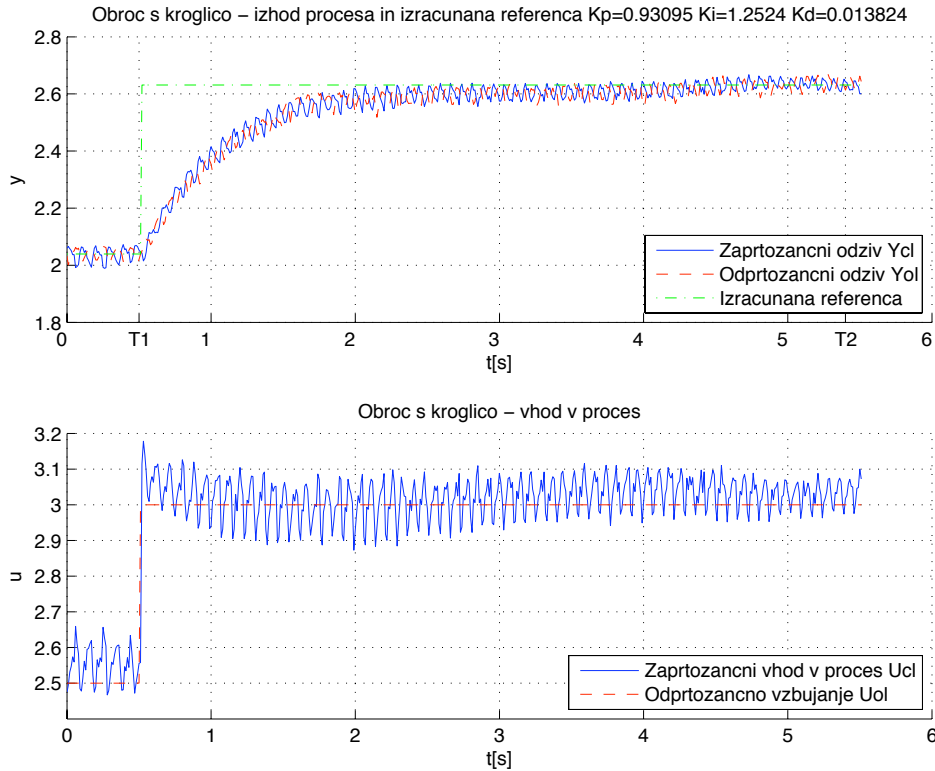 Obroc s kroglico – izhod procesa in izracunana referenca Kp=0.93095 Ki=1.2524 Kd=0.013824
2.8
2.6
2.4
2.2
2
1.8
y
Zaprtozancni odziv Ycl
Odprtozancni odziv Yol
Izracunana referenca
0 T1 1 2 3 4 5 T2 6
t[s]
Obroc s kroglico – vhod v proces
3.2
3.1
3
2.9
2.8
2.7
2.6
2.5
u
Zaprtozancni vhod v proces Ucl
Odprtozancno vzbujanje Uol
0 1 2 3 4 5 6
t[s]